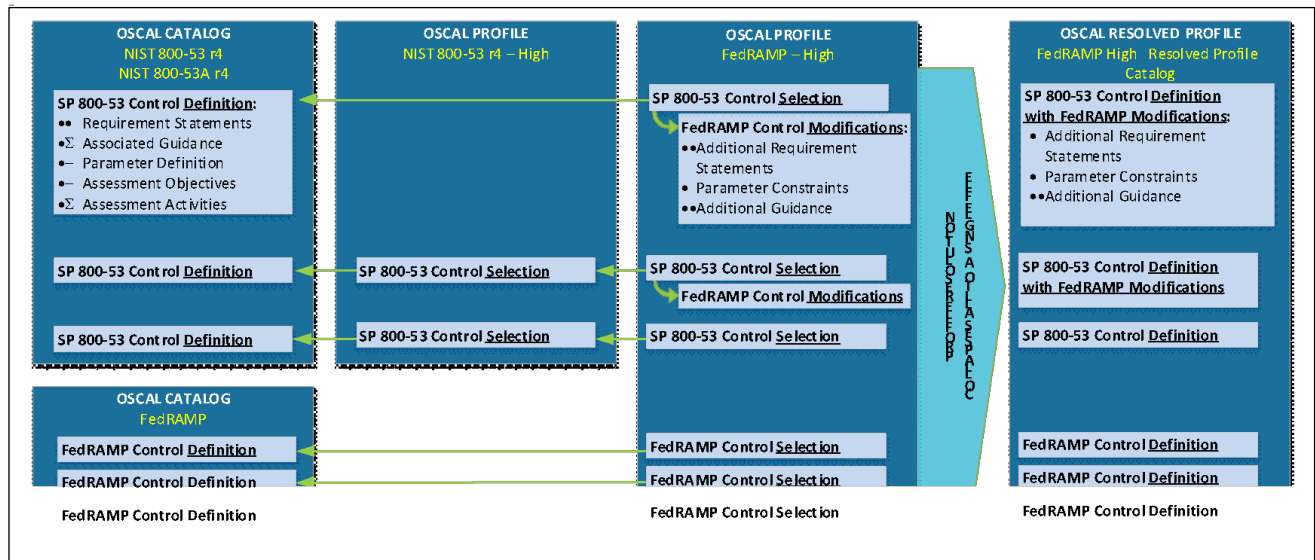 OSCAL CATALOG
NIST 800-53 r4
NIST 800-53A r4
SP 800-53 Control Definition:
•• Requirement Statements
•Σ Associated Guidance
•– Parameter Definition
•– Assessment Objectives
•Σ Assessment Activities
SP 800-53 Control Definition
SP 800-53 Control Definition
OSCAL CATALOG
FedRAMP
FedRAMP Control Definition
FedRAMP Control Definition
FedRAMP Control Definition
OSCAL PROFILE
NIST 800-53 r4 – High
SP 800-53 Control Selection
SP 800-53 Control Selection
OSCAL PROFILE
FedRAMP – High
SP 800-53 Control Selection
FedRAMP Control Modifications:
••Additional Requirement
Statements
• Parameter Constraints
••Additional Guidance
SP 800-53 Control Selection
FedRAMP Control Modifications
SP 800-53 Control Selection
FedRAMP Control Selection
FedRAMP Control Selection
FedRAMP Control Selection
OSCAL RESOLVED PROFILE
FedRAMP High Resolved Profile
Catalog
SP 800-53 Control Definition
with FedRAMP Modifications:
• Additional Requirement
Statements
• Parameter Constraints
••Additional Guidance
SP 800-53 Control Definition
with FedRAMP Modifications
SP 800-53 Control Definition
FedRAMP Control Definition
FedRAMP Control Definition
FedRAMP Control Definition